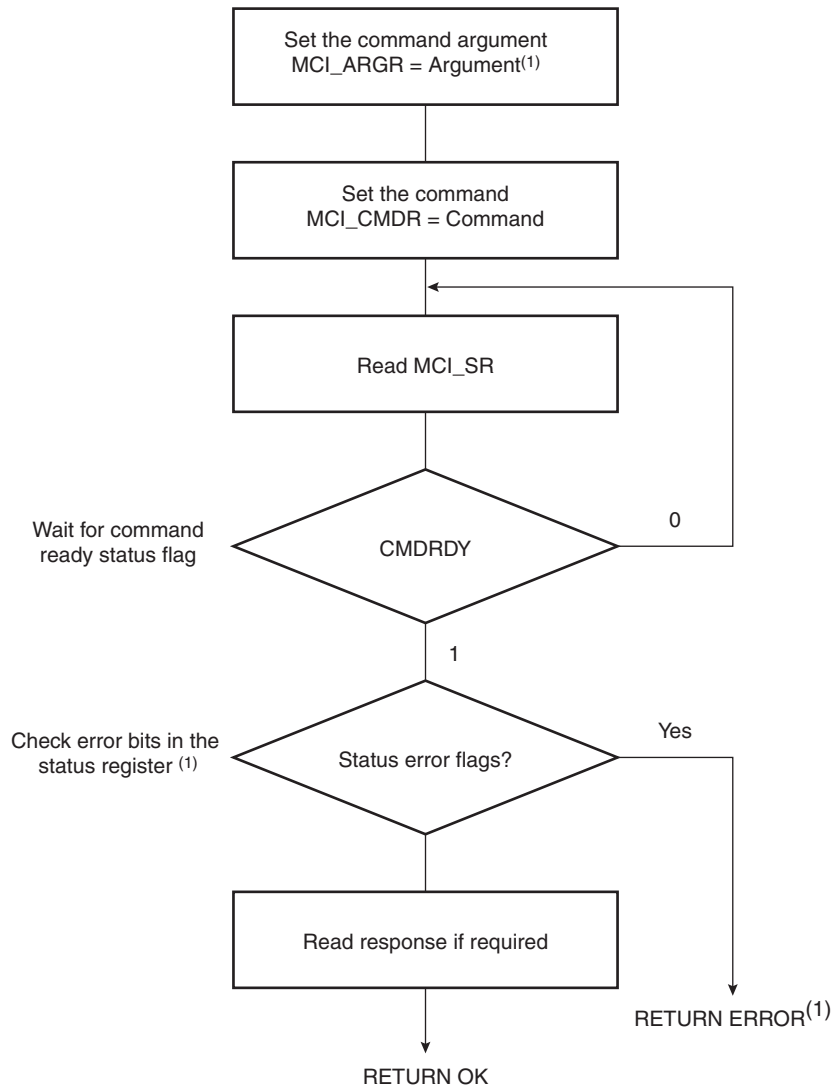 Set the command argument
MCI_ARGR = Argument(1)
Set the command
MCI_CMDR = Command
Read MCI_SR
Wait for command
ready status flag
CMDRDY
0
1
Check error bits in the
status register (1)
Status error flags?
Yes
Read response if required
RETURN ERROR(1)
RETURN OK